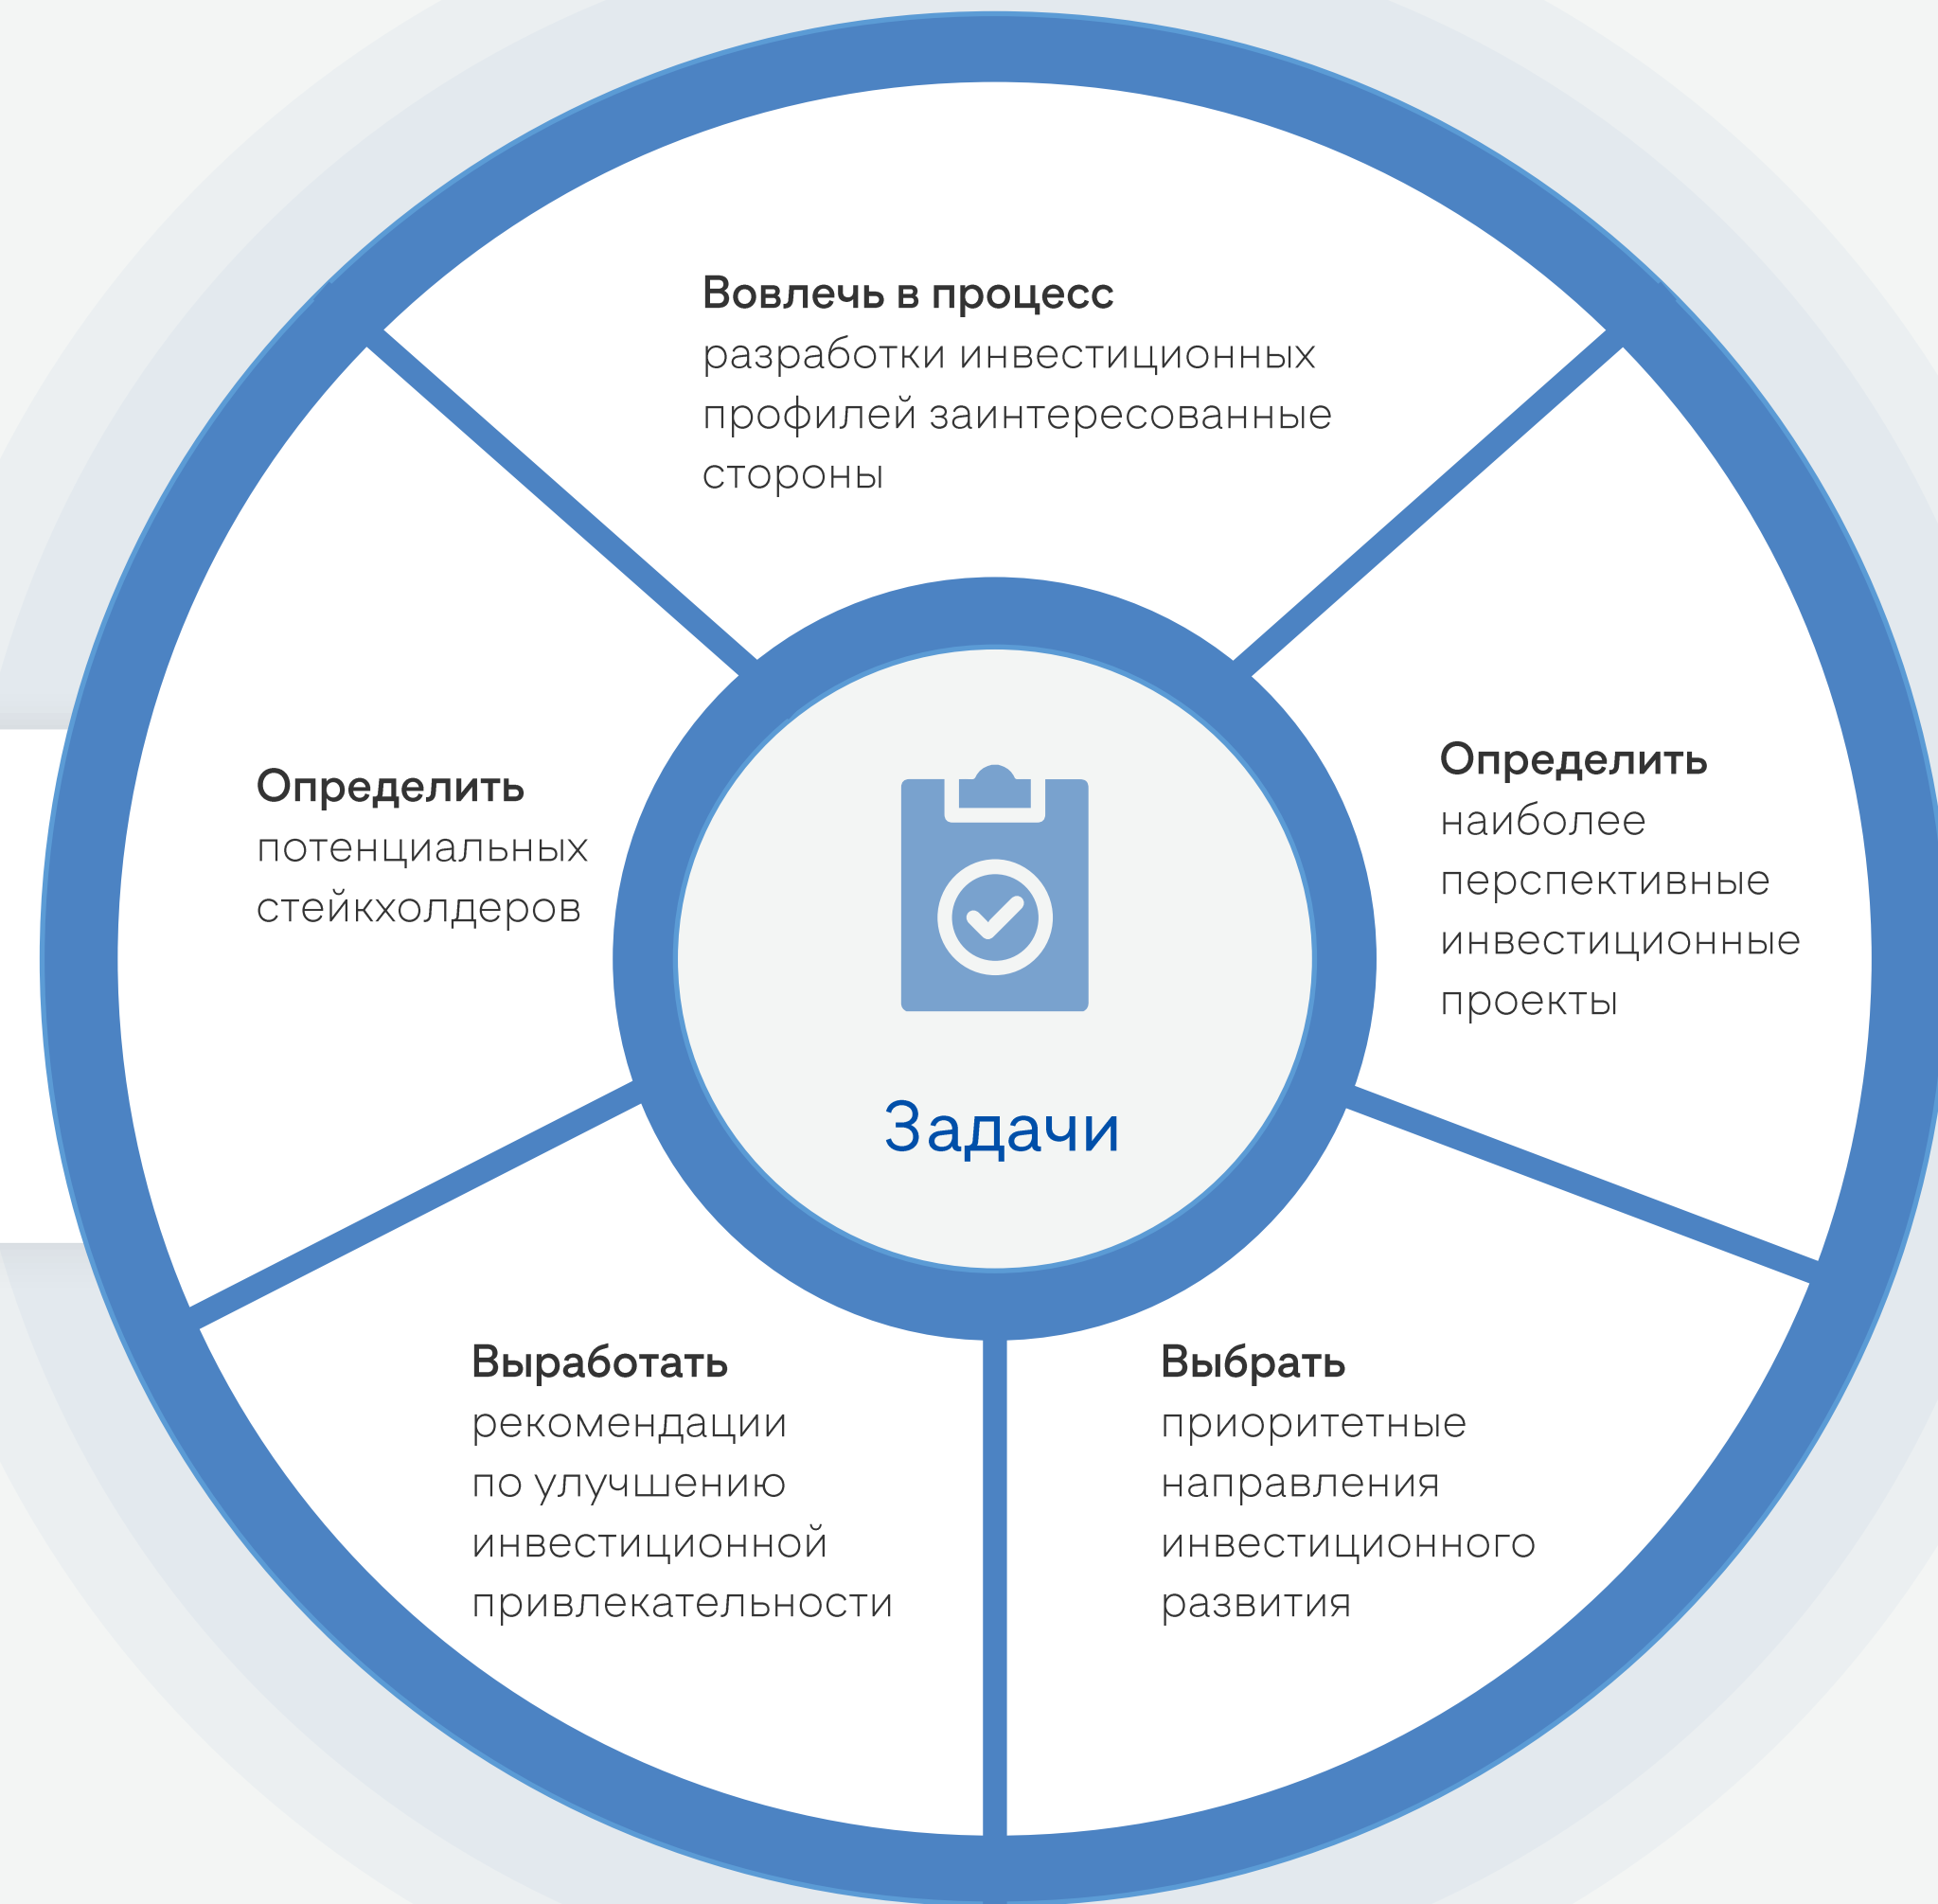 Вовлечь в процесс
разработки инвестиционных
профилей заинтересованные
стороны
Определить
потенциальных
стейкхолдеров
Определить
наиболее
перспективные
инвестиционные
проекты
Задачи
Выработать
рекомендации
по улучшению
инвестиционной
привлекательности
Выбрать
приоритетные
направления
инвестиционного
развития